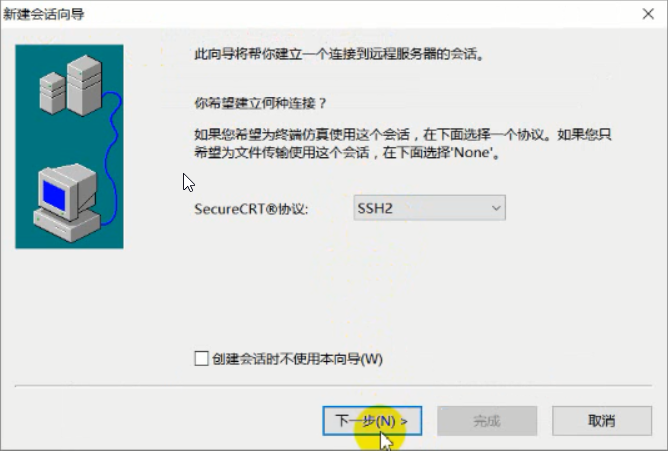 新建会话向导
此向导将帮你建立一个连接到远程服务器的会话。
你希望建立何种连接？
如果您希望为终端仿真使用这个会话，在下面选择一个协议。如果您只
希望为文件传输使用这个会话，在下面选择'None'。
SecureCRT®协议: SSH2
创建会话时不使用本向导(W)
下一步(N) > 完成 取消